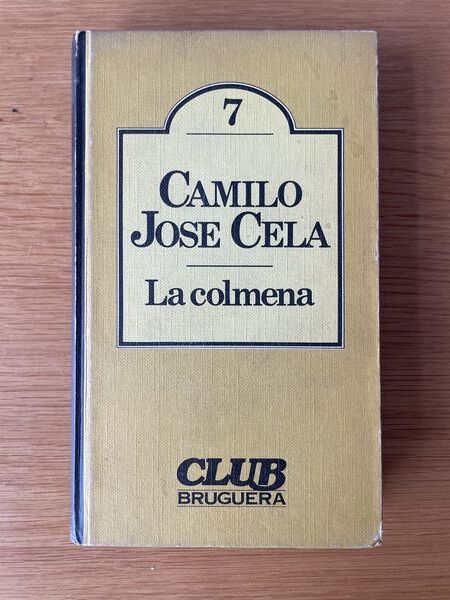 7
CAMILO
JOSE CELA
La colmena
CLUB
BRUGUERA